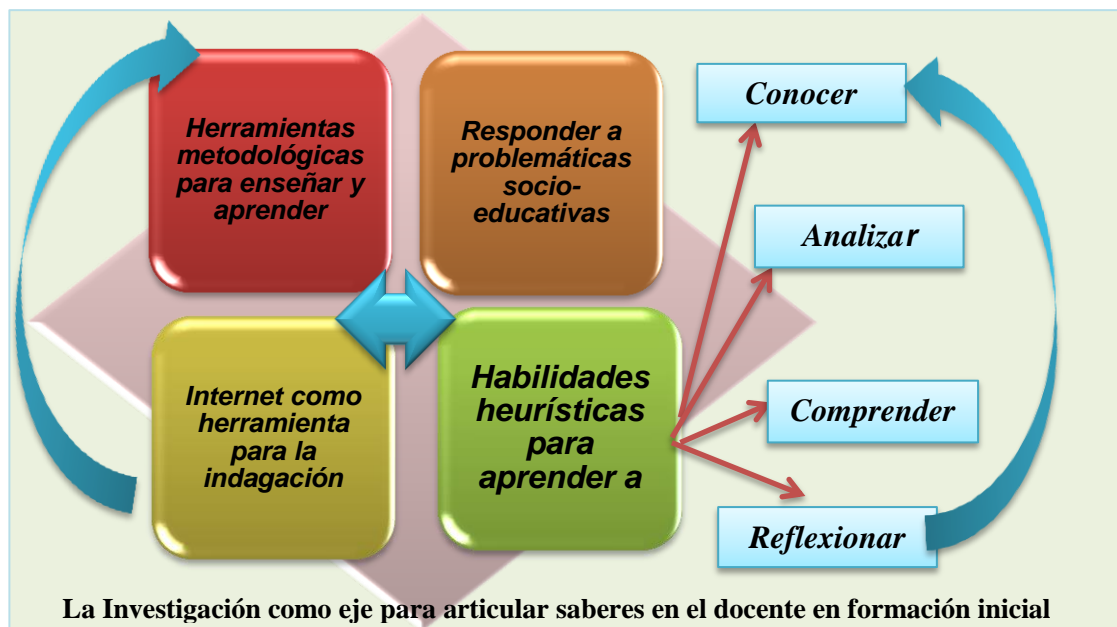 Herramientas
metodológicas
para enseñar y
aprender
Responder a
problemáticas
socio-
educativas
Internet como
herramienta
para la
indagación
Habilidades
heurísticas
para
aprender a
Conocer
Analizar
Comprender
Reflexionar
La Investigación como eje para articular saberes en el docente en formación inicial